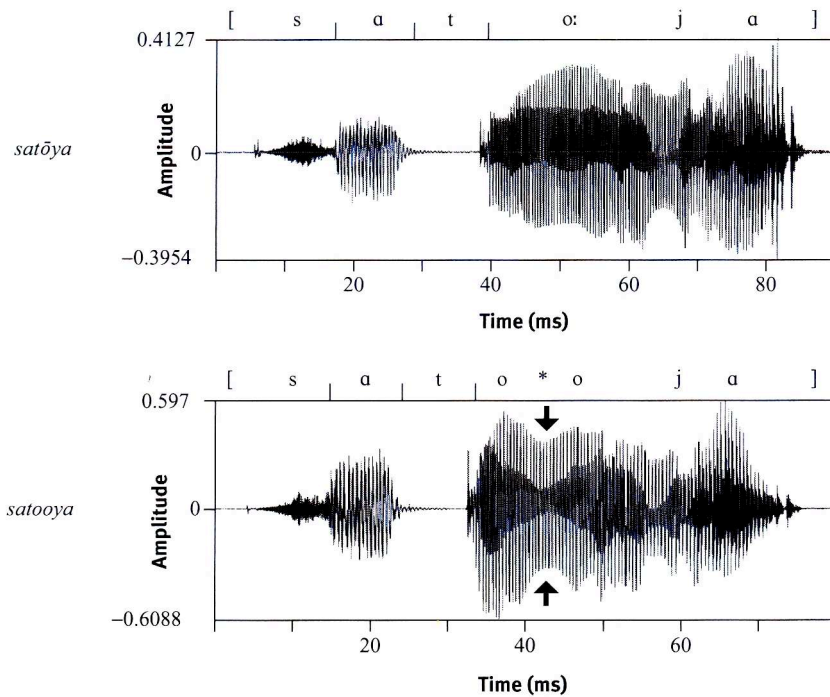 [ s ɑ t oː j ɑ ]
0.4127
satōya
Amplitude
0
−0.3954
20 40 60 80
Time (ms)
[ s ɑ t o * o j ɑ ]
0.597
satooya
Amplitude
0
−0.6088
20 40 60
Time (ms)